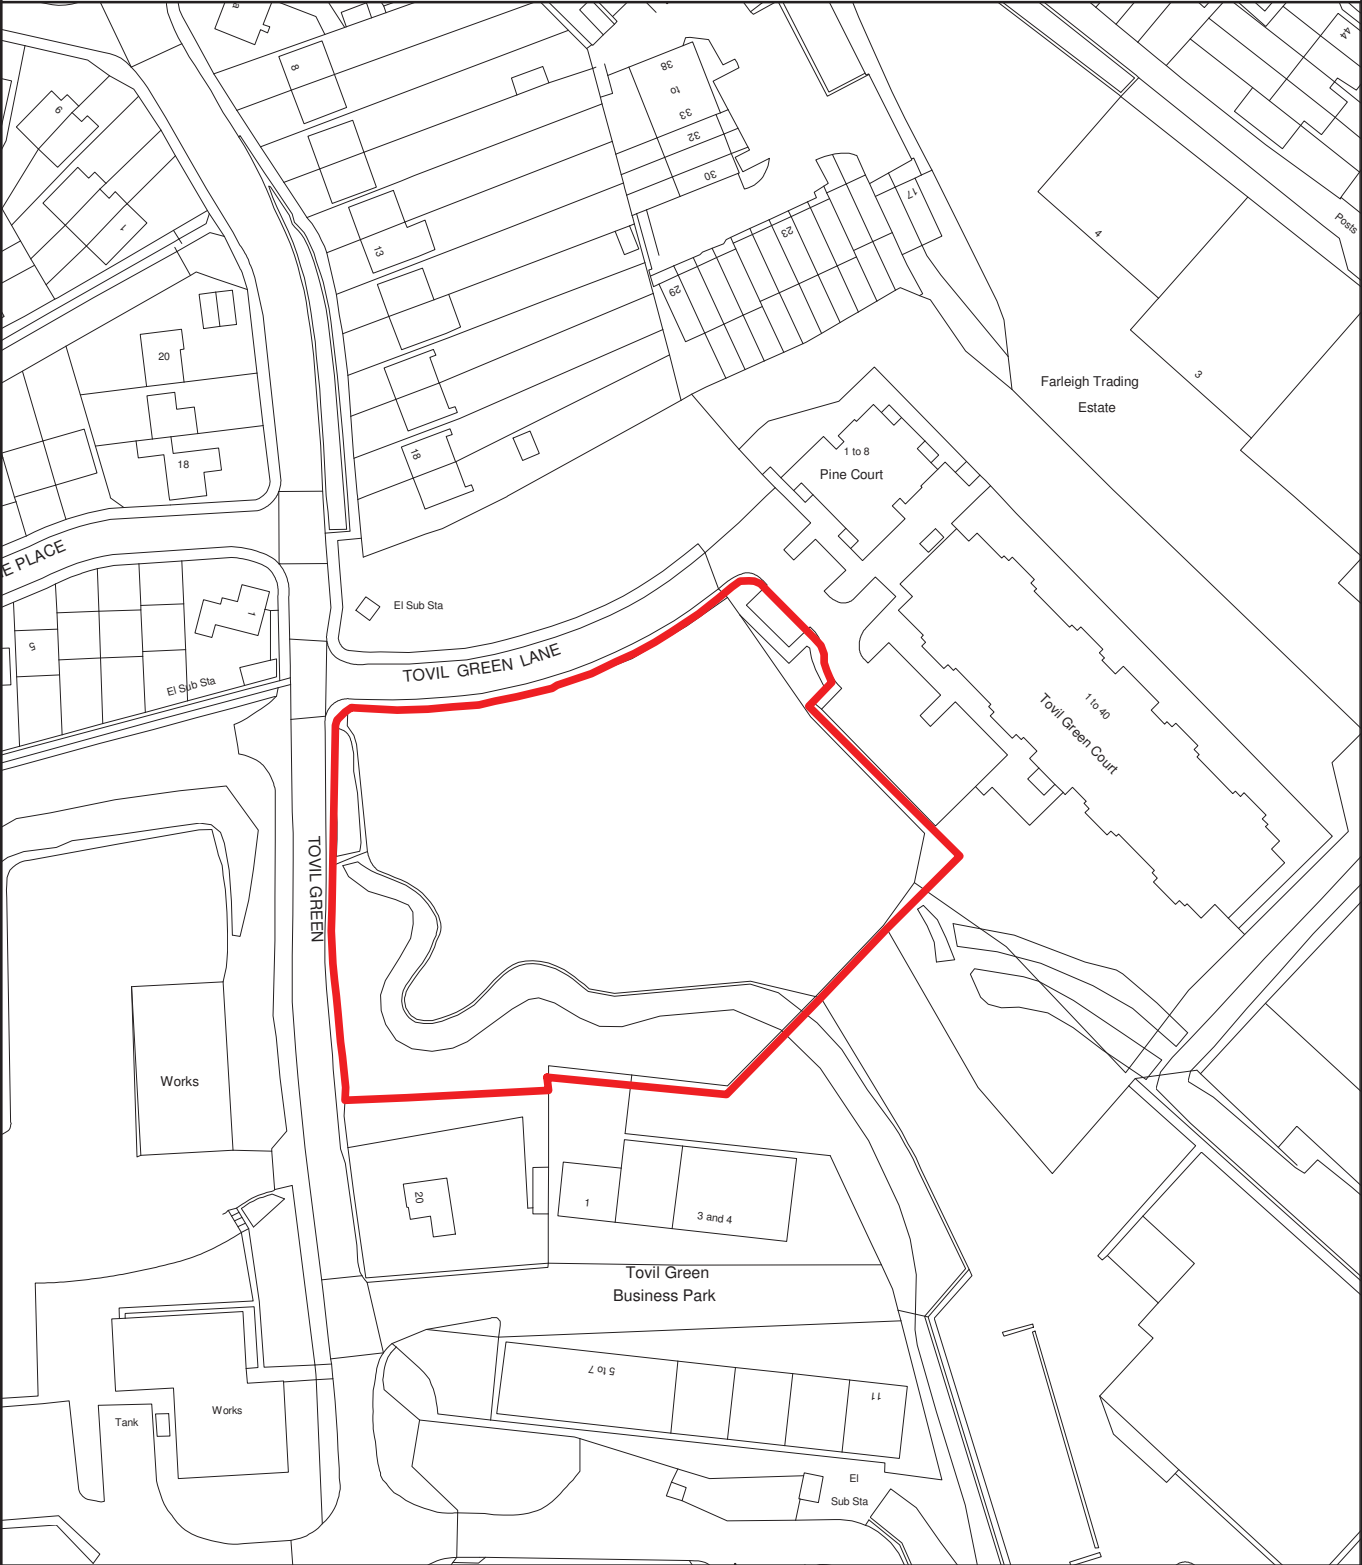 8
38
to
33
32
30
44
6
1
17
Posts
4
13
23
29
20
3
Farleigh Trading
Estate
18
18
1 to 8
Pine Court
E PLACE
El Sub Sta
1
5
TOVIL GREEN LANE
El Sub Sta
1 to 40
Tovil Green Court
TOVIL GREEN
Works
20
1
3 and 4
Tovil Green
Business Park
5 to 7
11
Works
Tank
El
Sub Sta